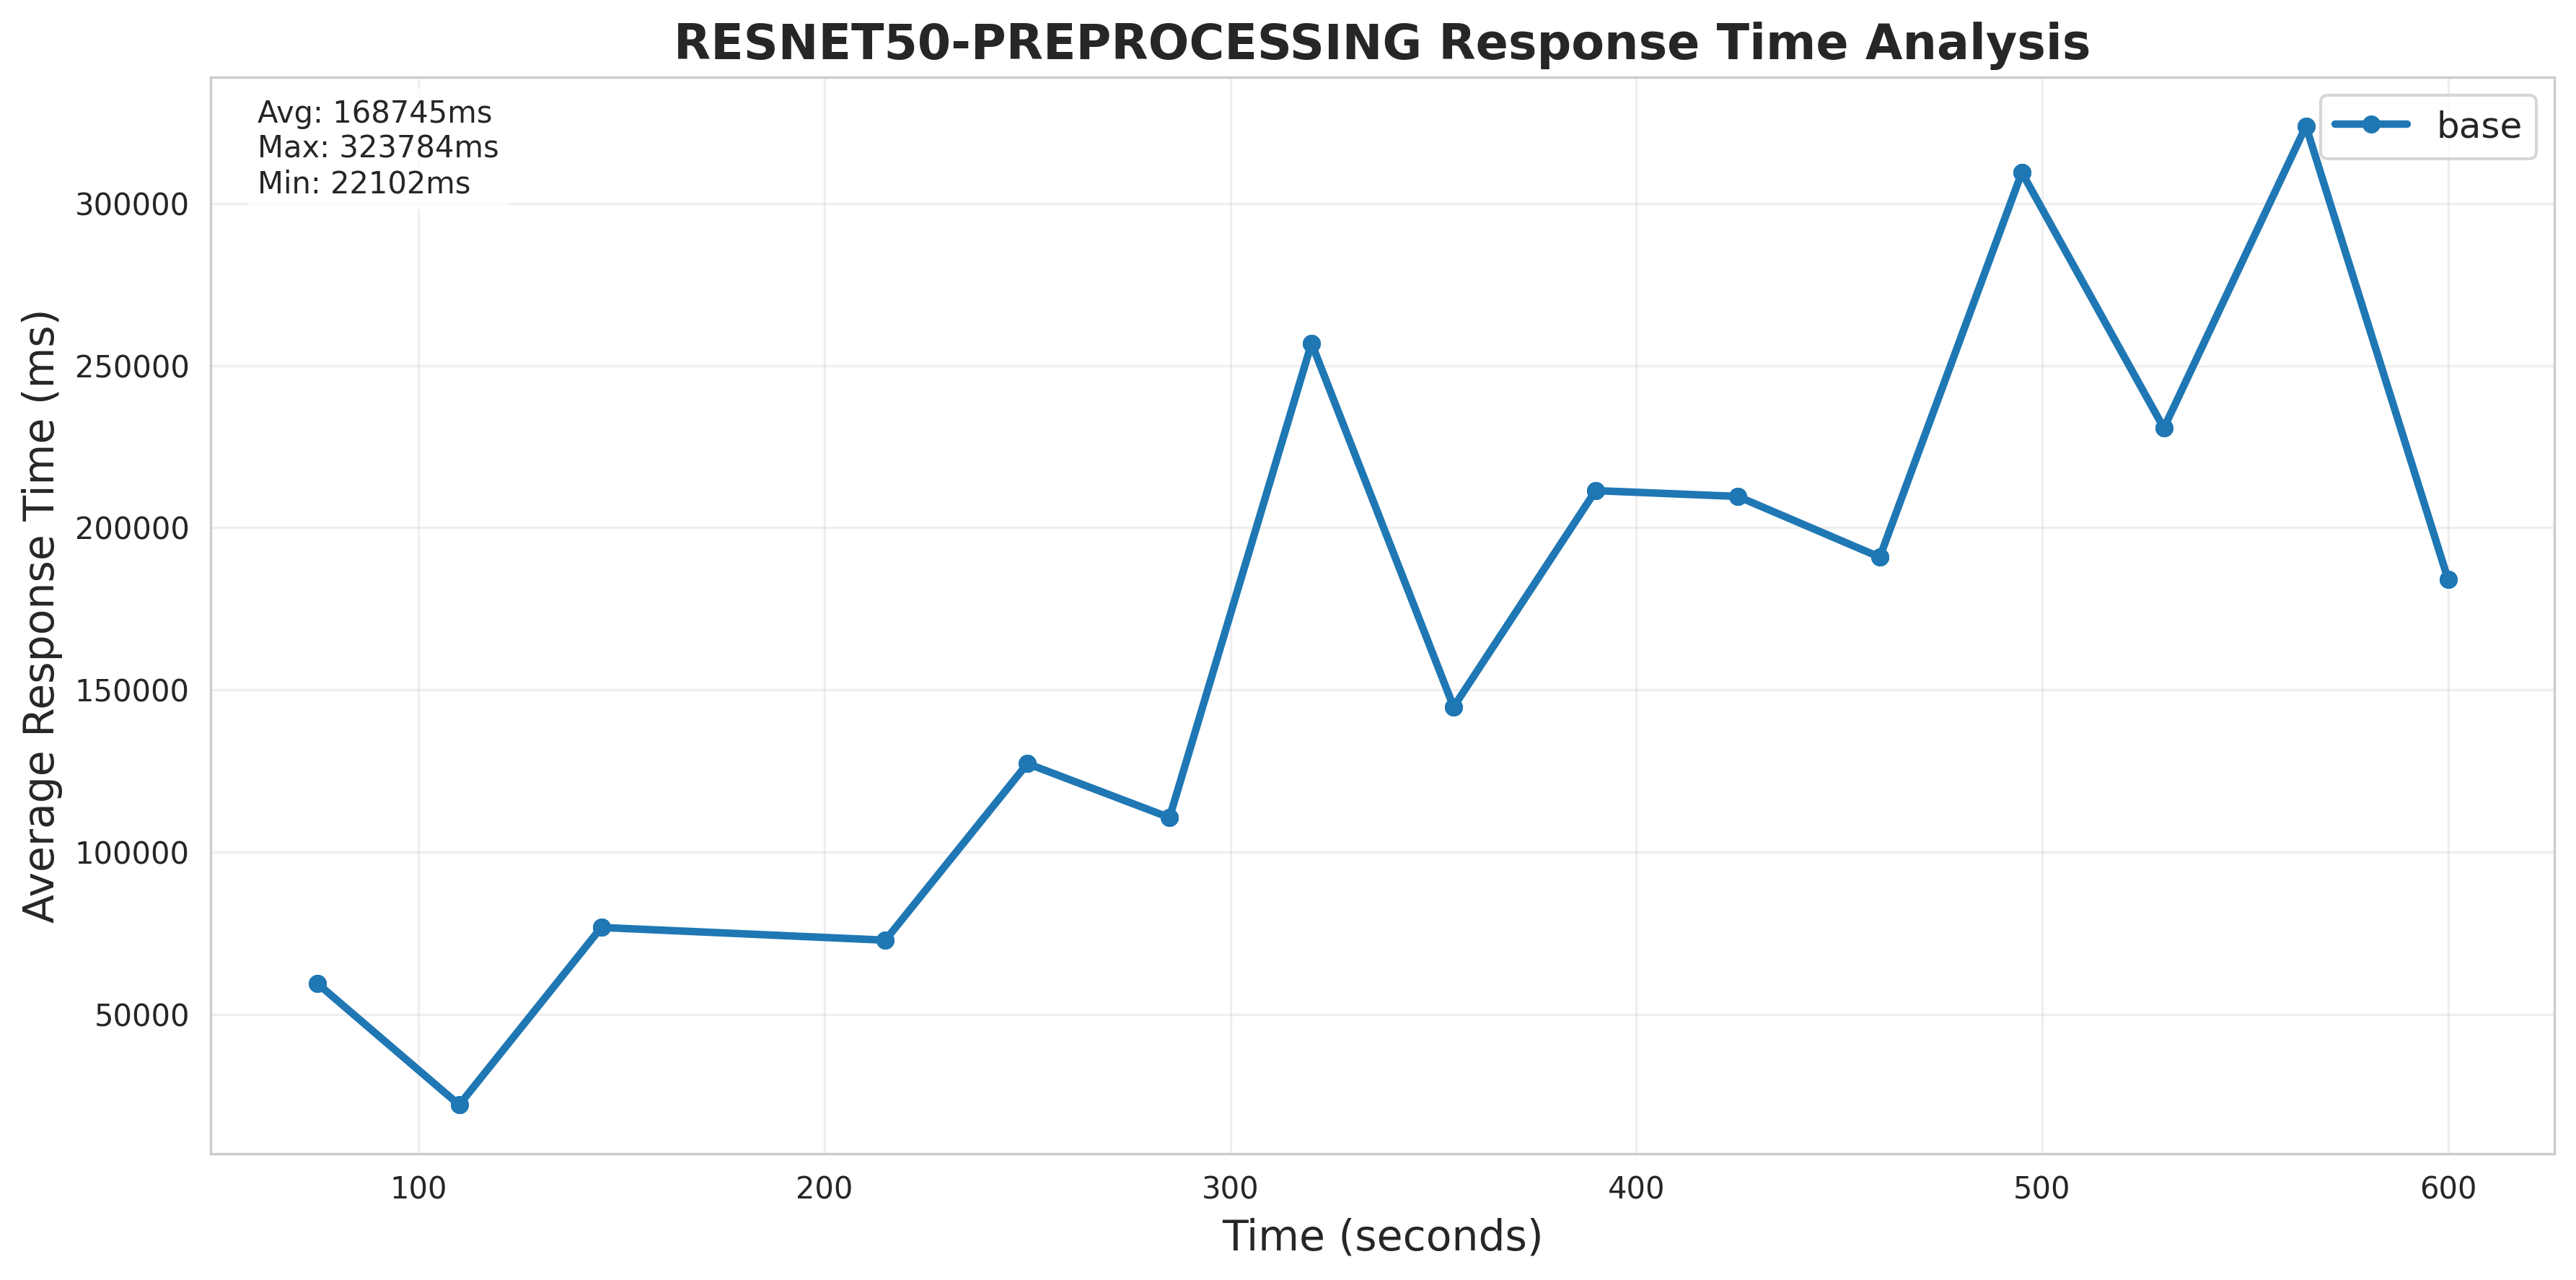 RESNET50-PREPROCESSING Response Time Analysis
Avg: 168745ms
Max: 323784ms
Min: 22102ms
base
Average Response Time (ms)
300000
250000
200000
150000
100000
50000
100
200
300
400
500
600
Time (seconds)